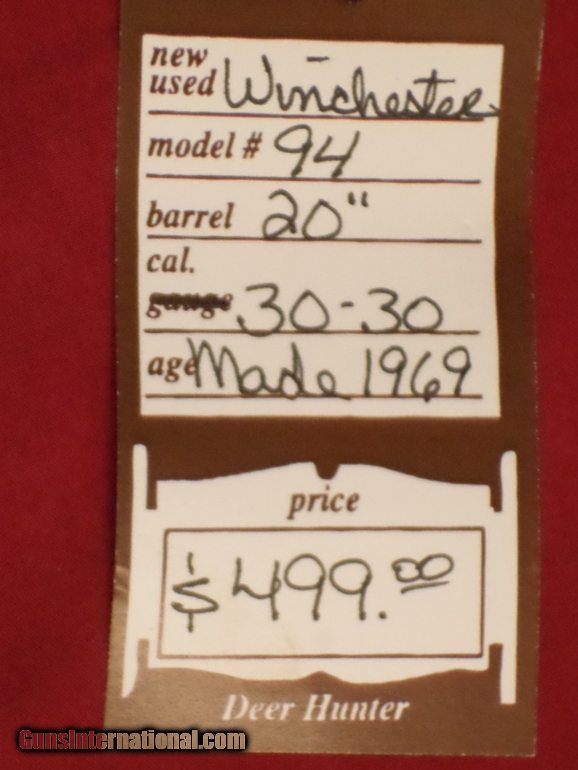 new
used Winchester
model # 94
barrel 20"
cal.
gauge 30-30
age Made 1969
price
$499.00
Deer Hunter
GunsInternational.com